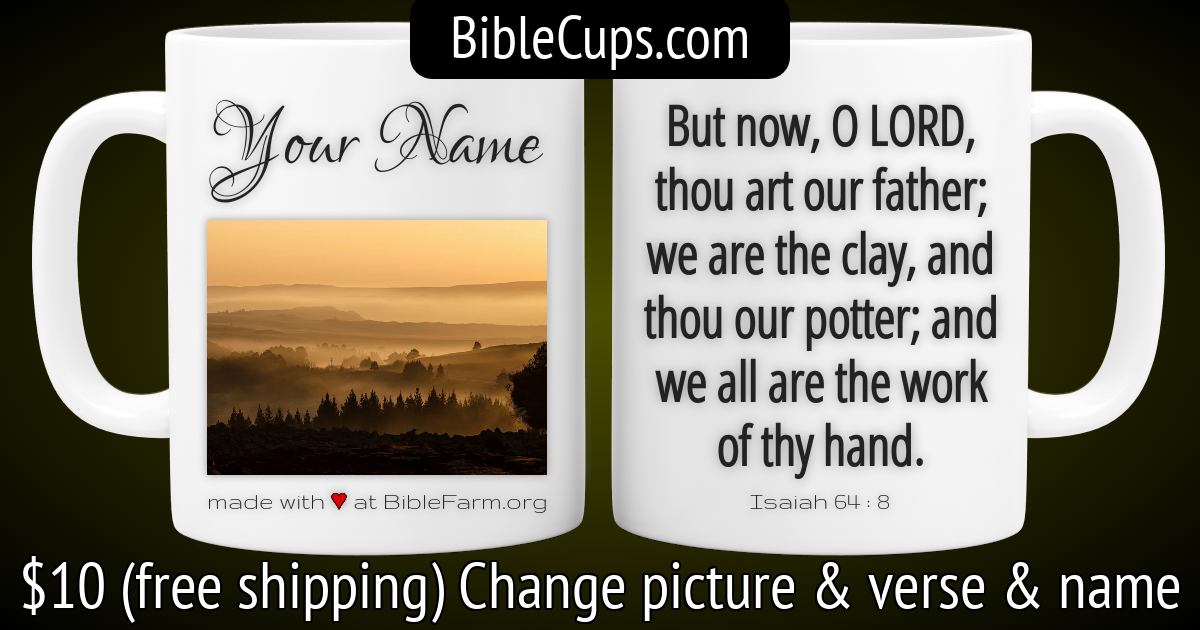 BibleCups.com
Your Name
made with ♥ at BibleFarm.org
But now, O LORD,
thou art our father;
we are the clay, and
thou our potter; and
we all are the work
of thy hand.
Isaiah 64 : 8
$10 (free shipping) Change picture & verse & name